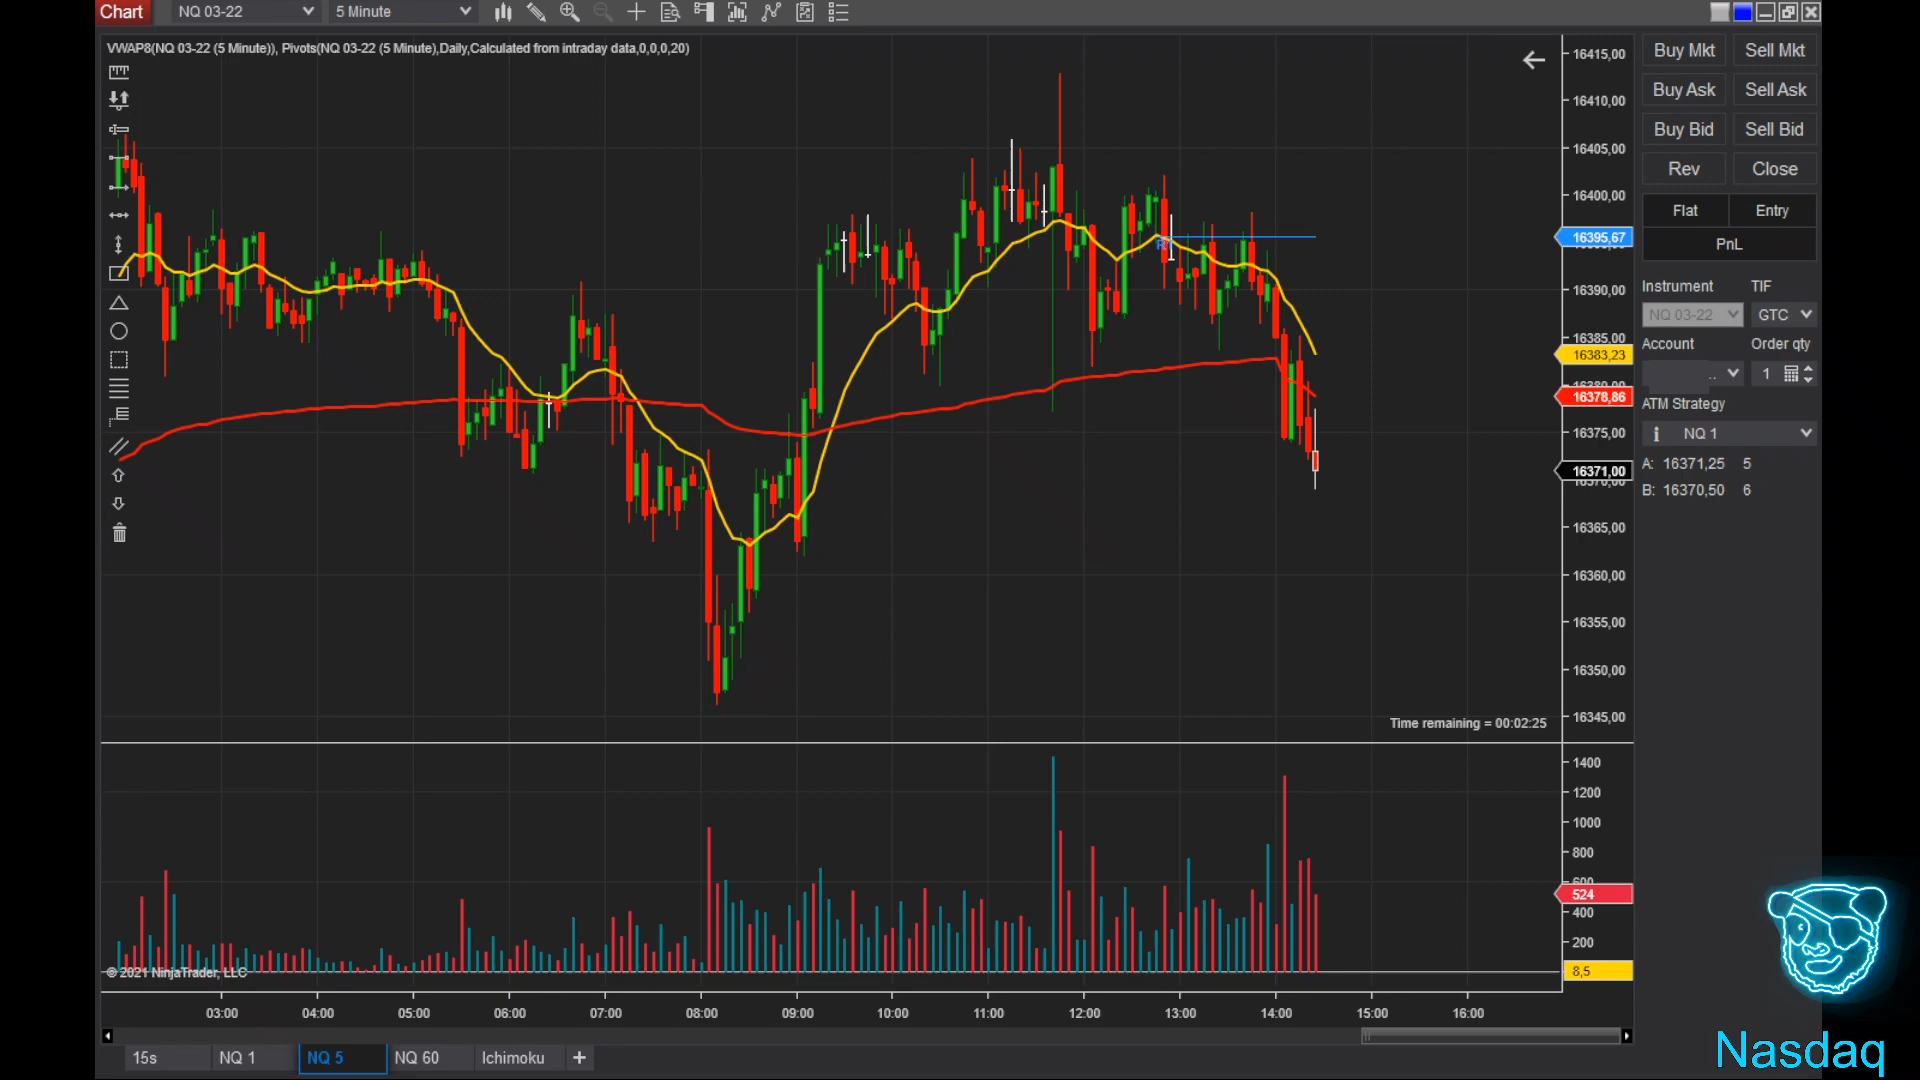 Chart NQ 03-22 5 Minute
VWAP8(NQ 03-22 (5 Minute)), Pivots(NQ 03-22 (5 Minute),Daily,Calculated from intraday data,0,0,0,20)
16415,00
16410,00
16405,00
16400,00
16395,67
16390,00
16385,00
16383,23
16380,00
16378,86
16375,00
16371,00
16370,00
16365,00
16360,00
16355,00
16350,00
16345,00
Time remaining = 00:02:25
1400
1200
1000
800
600
524
400
200
8,5
© 2021 NinjaTrader, LLC
03:00 04:00 05:00 06:00 07:00 08:00 09:00 10:00 11:00 12:00 13:00 14:00 15:00 16:00
15s NQ 1 NQ 5 NQ 60 Ichimoku +
Buy Mkt Sell Mkt
Buy Ask Sell Ask
Buy Bid Sell Bid
Rev Close
Flat Entry
PnL
Instrument TIF
NQ 03-22 GTC
Account Order qty
.. 1
ATM Strategy
NQ 1
A: 16371,25 5
B: 16370,50 6
Nasdaq